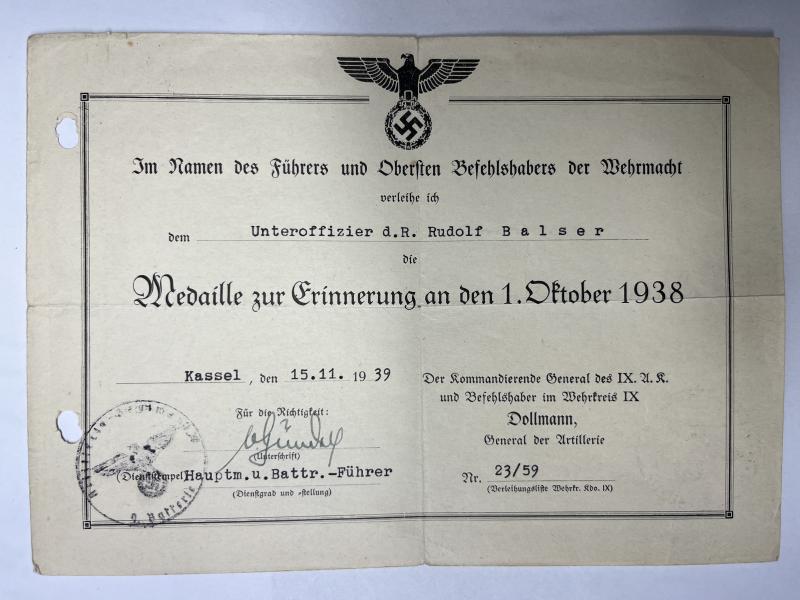 Im Namen des Führers und Obersten Befehlshabers der Wehrmacht
verleihe ich
dem Unteroffizier d.R. Rudolf Balser
die
Medaille zur Erinnerung an den 1. Oktober 1938
Kassel, den 15.11. 1939
Für die Richtigkeit:
(Unterschrift)
(Dienststempel) Hauptm.u.Battr.-Führer
(Dienstgrad und -stellung)
2. Batterie
Der Kommandierende General des IX. A. K.
und Befehlshaber im Wehrkreis IX
Dollmann,
General der Artillerie
Nr. 23/59
(Verleihungsliste Wehrkr. Kdo. IX)